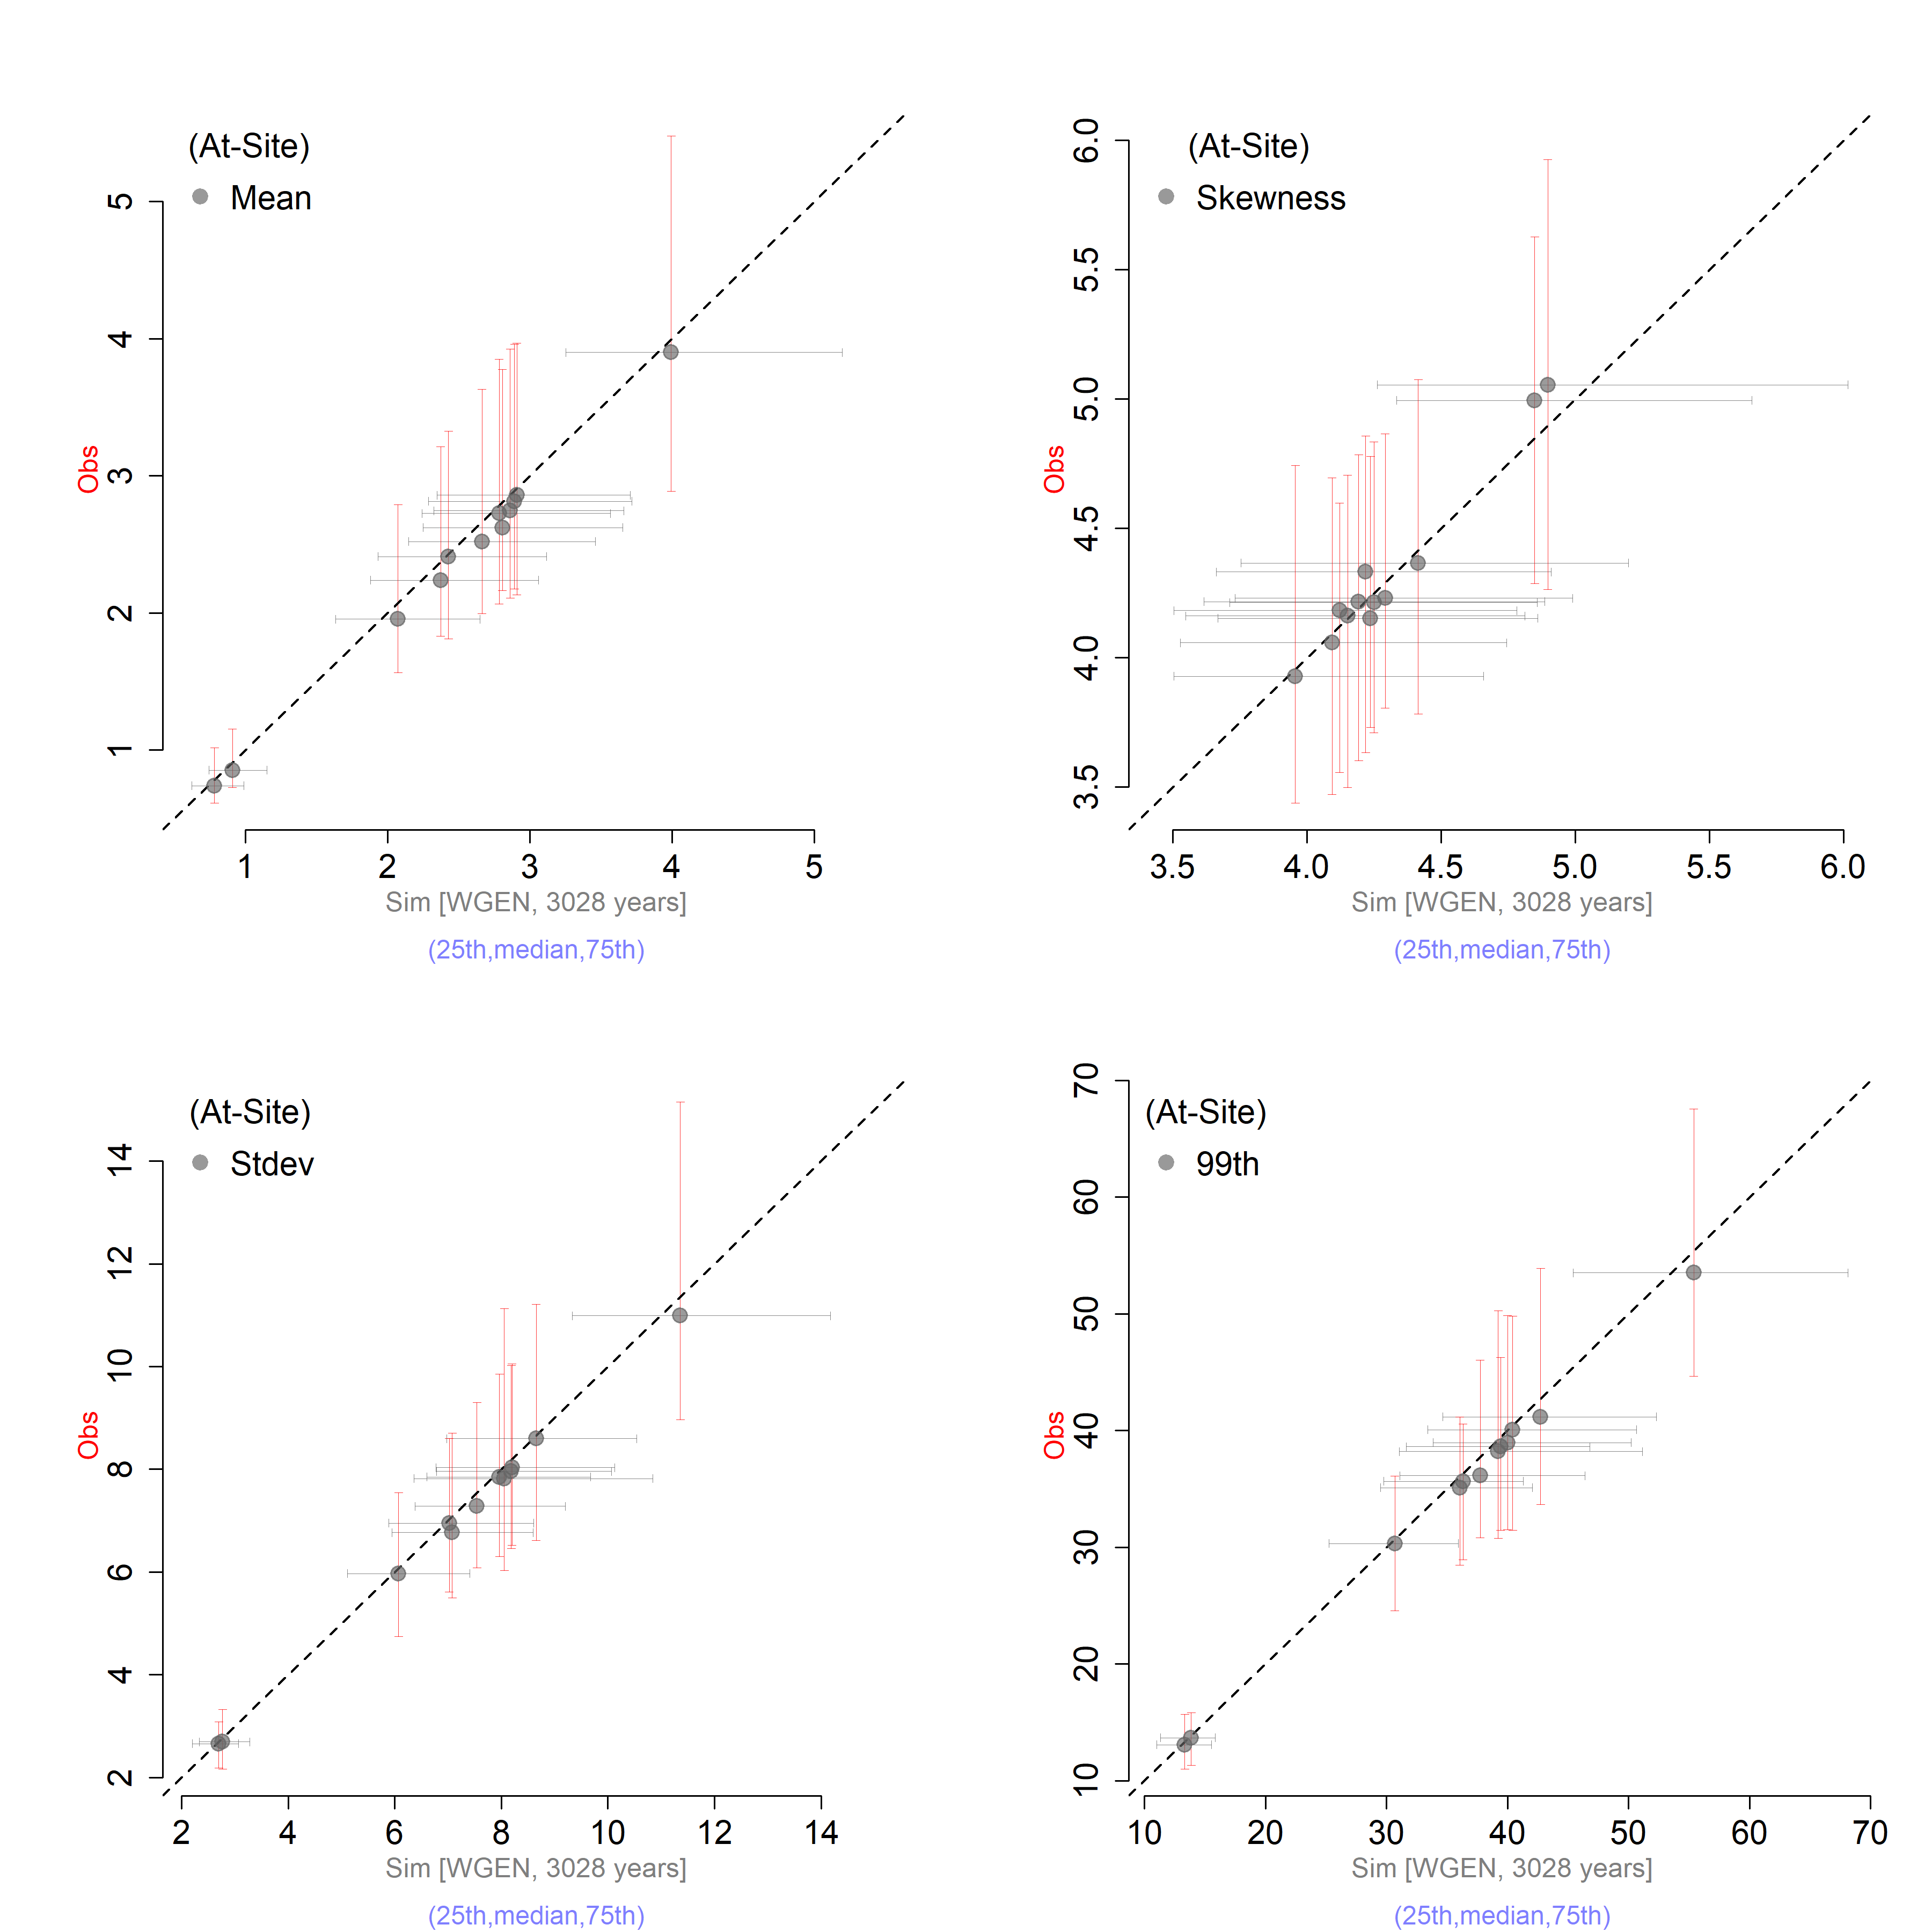 (At-Site)
Mean
5
4
3
2
1
Obs
1 2 3 4 5
Sim [WGEN, 3028 years]
(25th,median,75th)
(At-Site)
Skewness
6.0
5.5
5.0
4.5
4.0
3.5
Obs
3.5 4.0 4.5 5.0 5.5 6.0
Sim [WGEN, 3028 years]
(25th,median,75th)
(At-Site)
Stdev
14
12
10
8
6
4
2
Obs
2 4 6 8 10 12 14
Sim [WGEN, 3028 years]
(25th,median,75th)
(At-Site)
99th
70
60
50
40
30
20
10
Obs
10 20 30 40 50 60 70
Sim [WGEN, 3028 years]
(25th,median,75th)